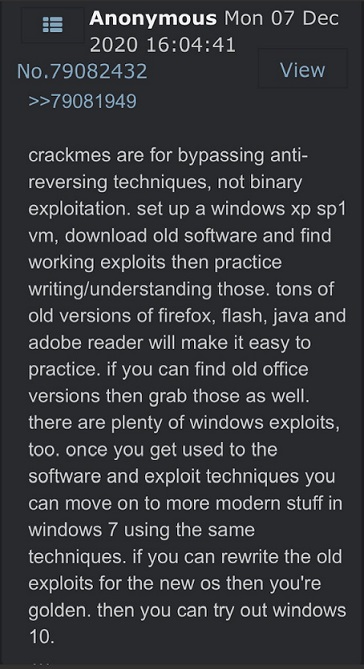 Anonymous Mon 07 Dec
2020 16:04:41
No.79082432
View
>>79081949
crackmes are for bypassing anti-
reversing techniques, not binary
exploitation. set up a windows xp sp1
vm, download old software and find
working exploits then practice
writing/understanding those. tons of
old versions of firefox, flash, java and
adobe reader will make it easy to
practice. if you can find old office
versions then grab those as well.
there are plenty of windows exploits,
too. once you get used to the
software and exploit techniques you
can move on to more modern stuff in
windows 7 using the same
techniques. if you can rewrite the old
exploits for the new os then you're
golden. then you can try out windows
10.